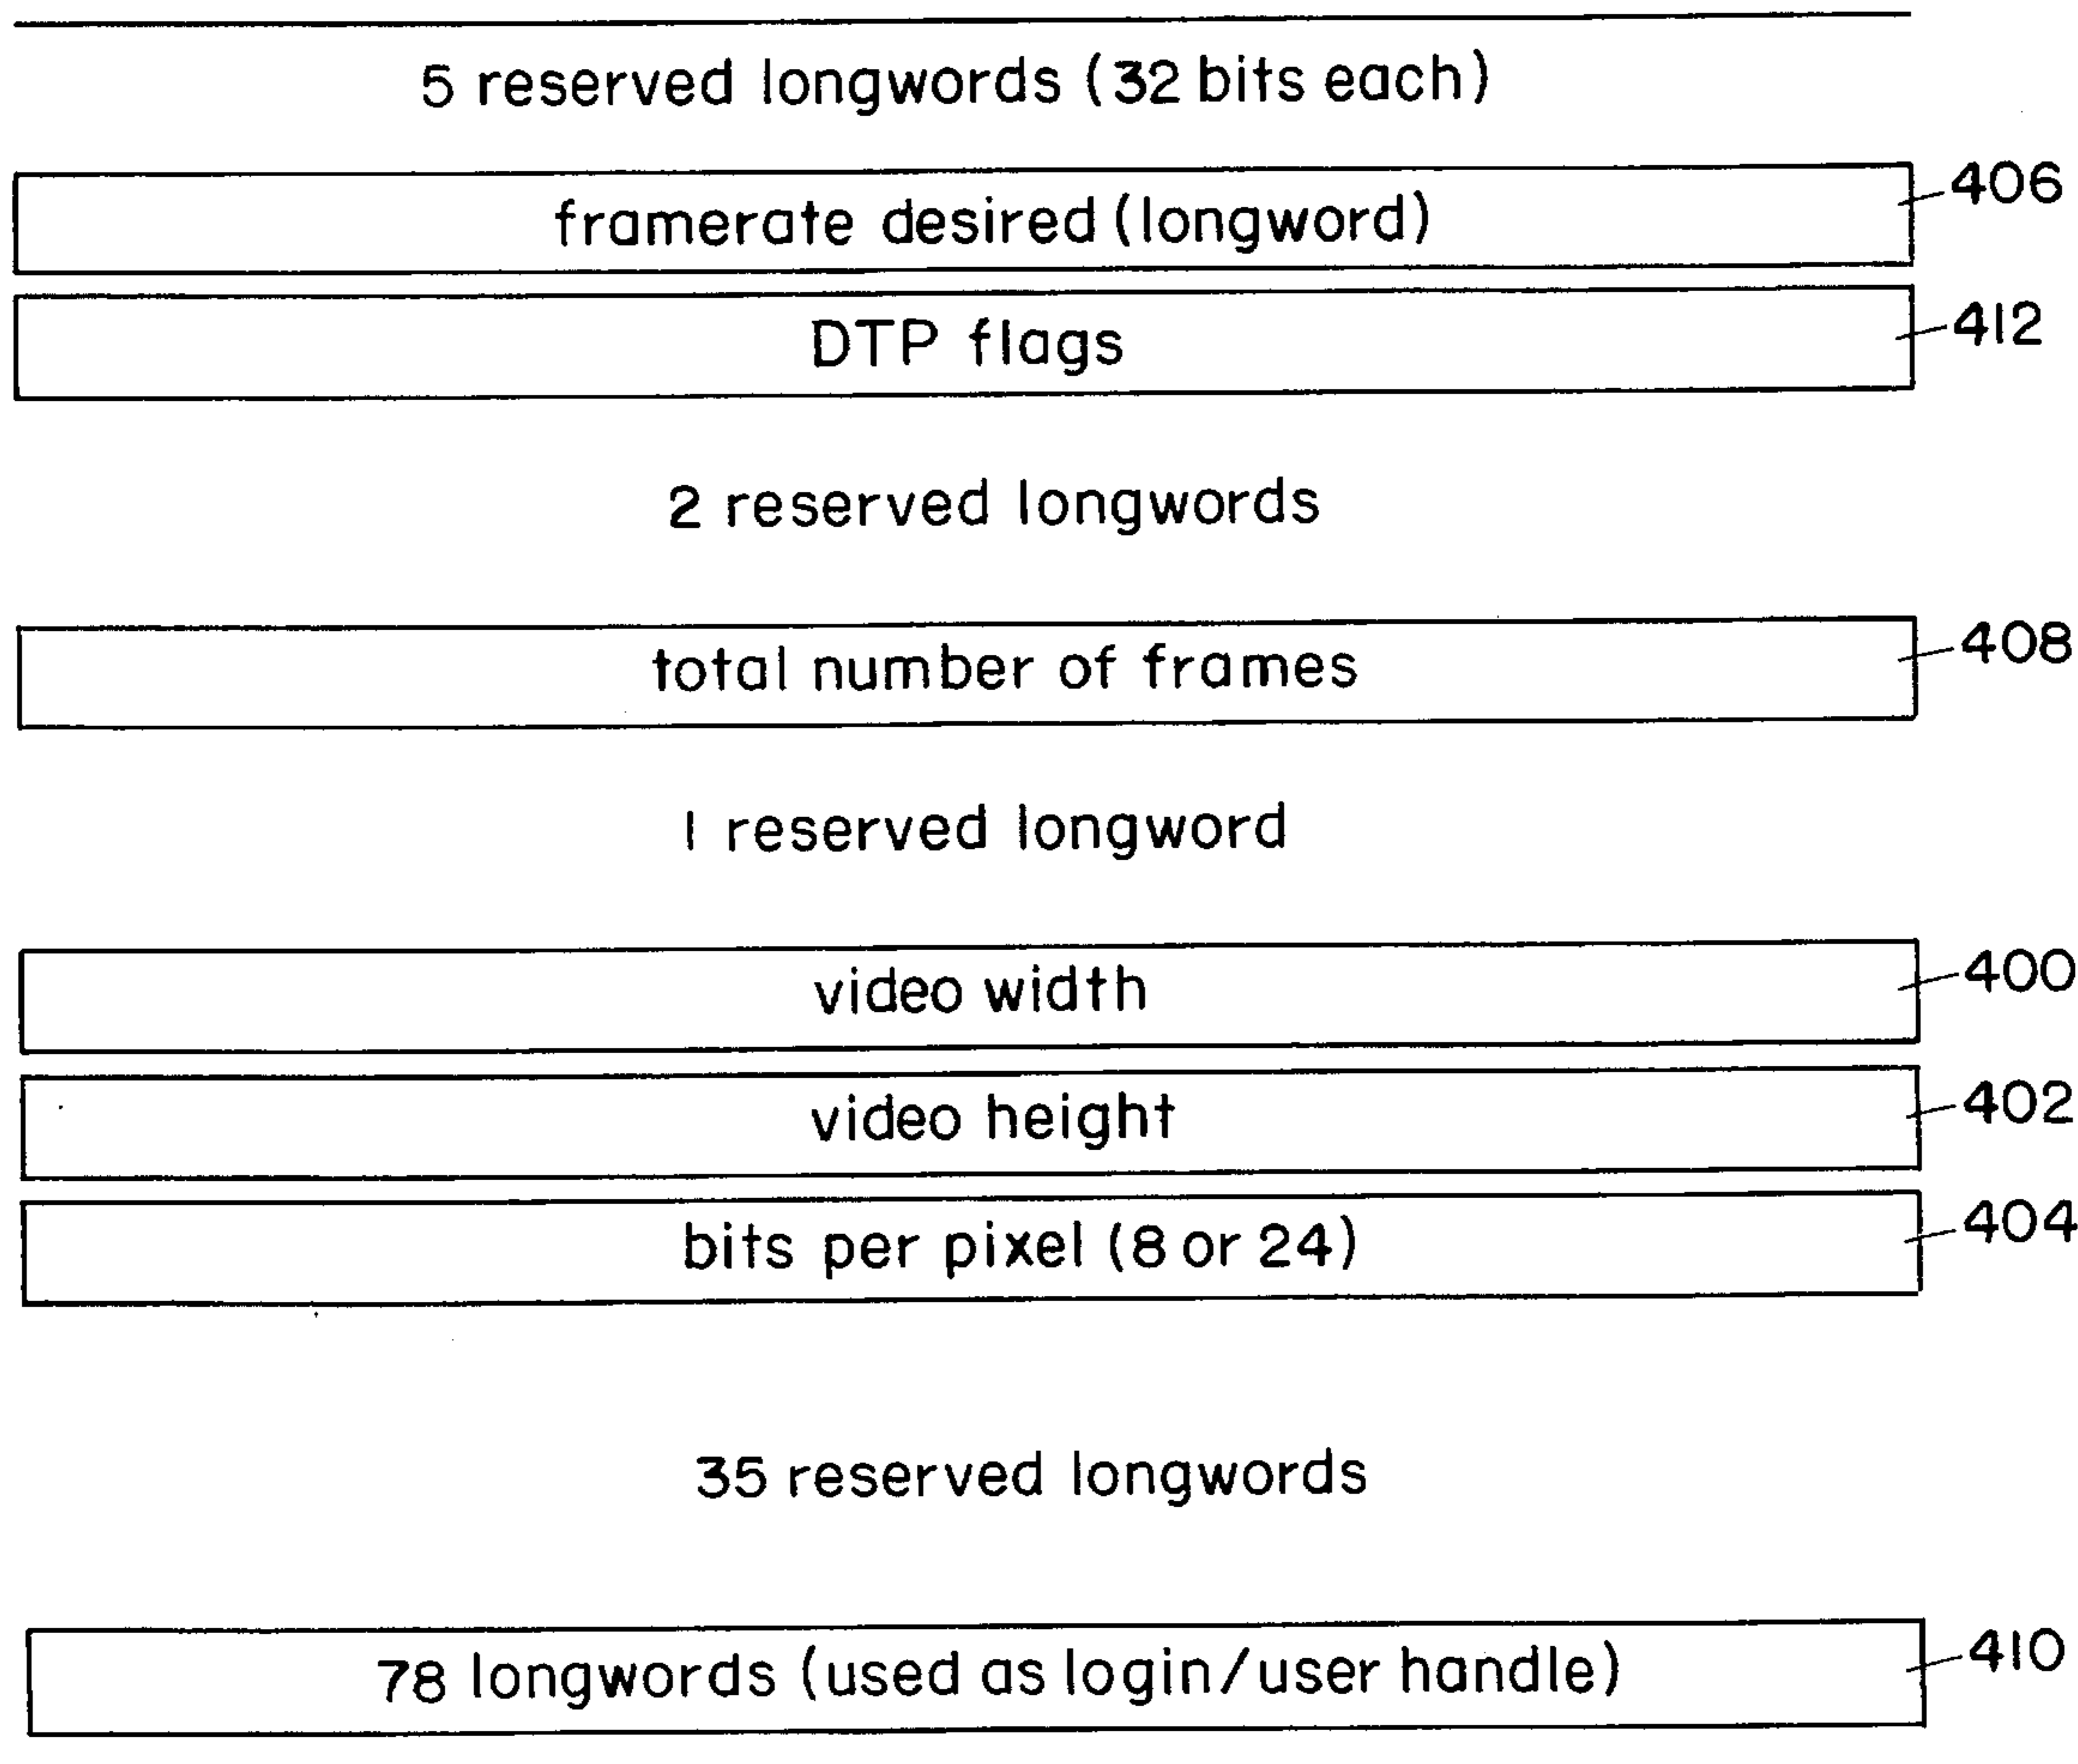 5 reserved longwords (32 bits each)
framerate desired (longword) 406
DTP flags 412
2 reserved longwords
total number of frames 408
1 reserved longword
video width 400
video height 402
bits per pixel (8 or 24) 404
35 reserved longwords
78 longwords (used as login/user handle) 410